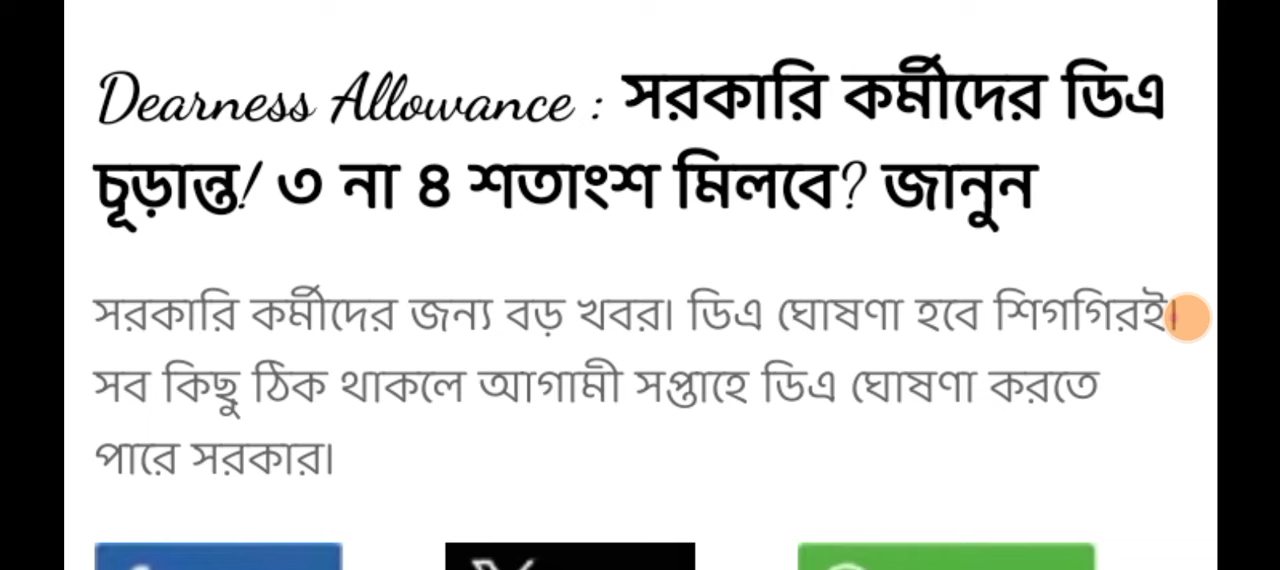 Dearness Allowance : সরকারি কর্মীদের ডিএ
চূড়ান্ত! ৩ না ৪ শতাংশ মিলবে? জানুন
সরকারি কর্মীদের জন্য বড় খবর। ডিএ ঘোষণা হবে শিগগিরই।
সব কিছু ঠিক থাকলে আগামী সপ্তাহে ডিএ ঘোষণা করতে
পারে সরকার।